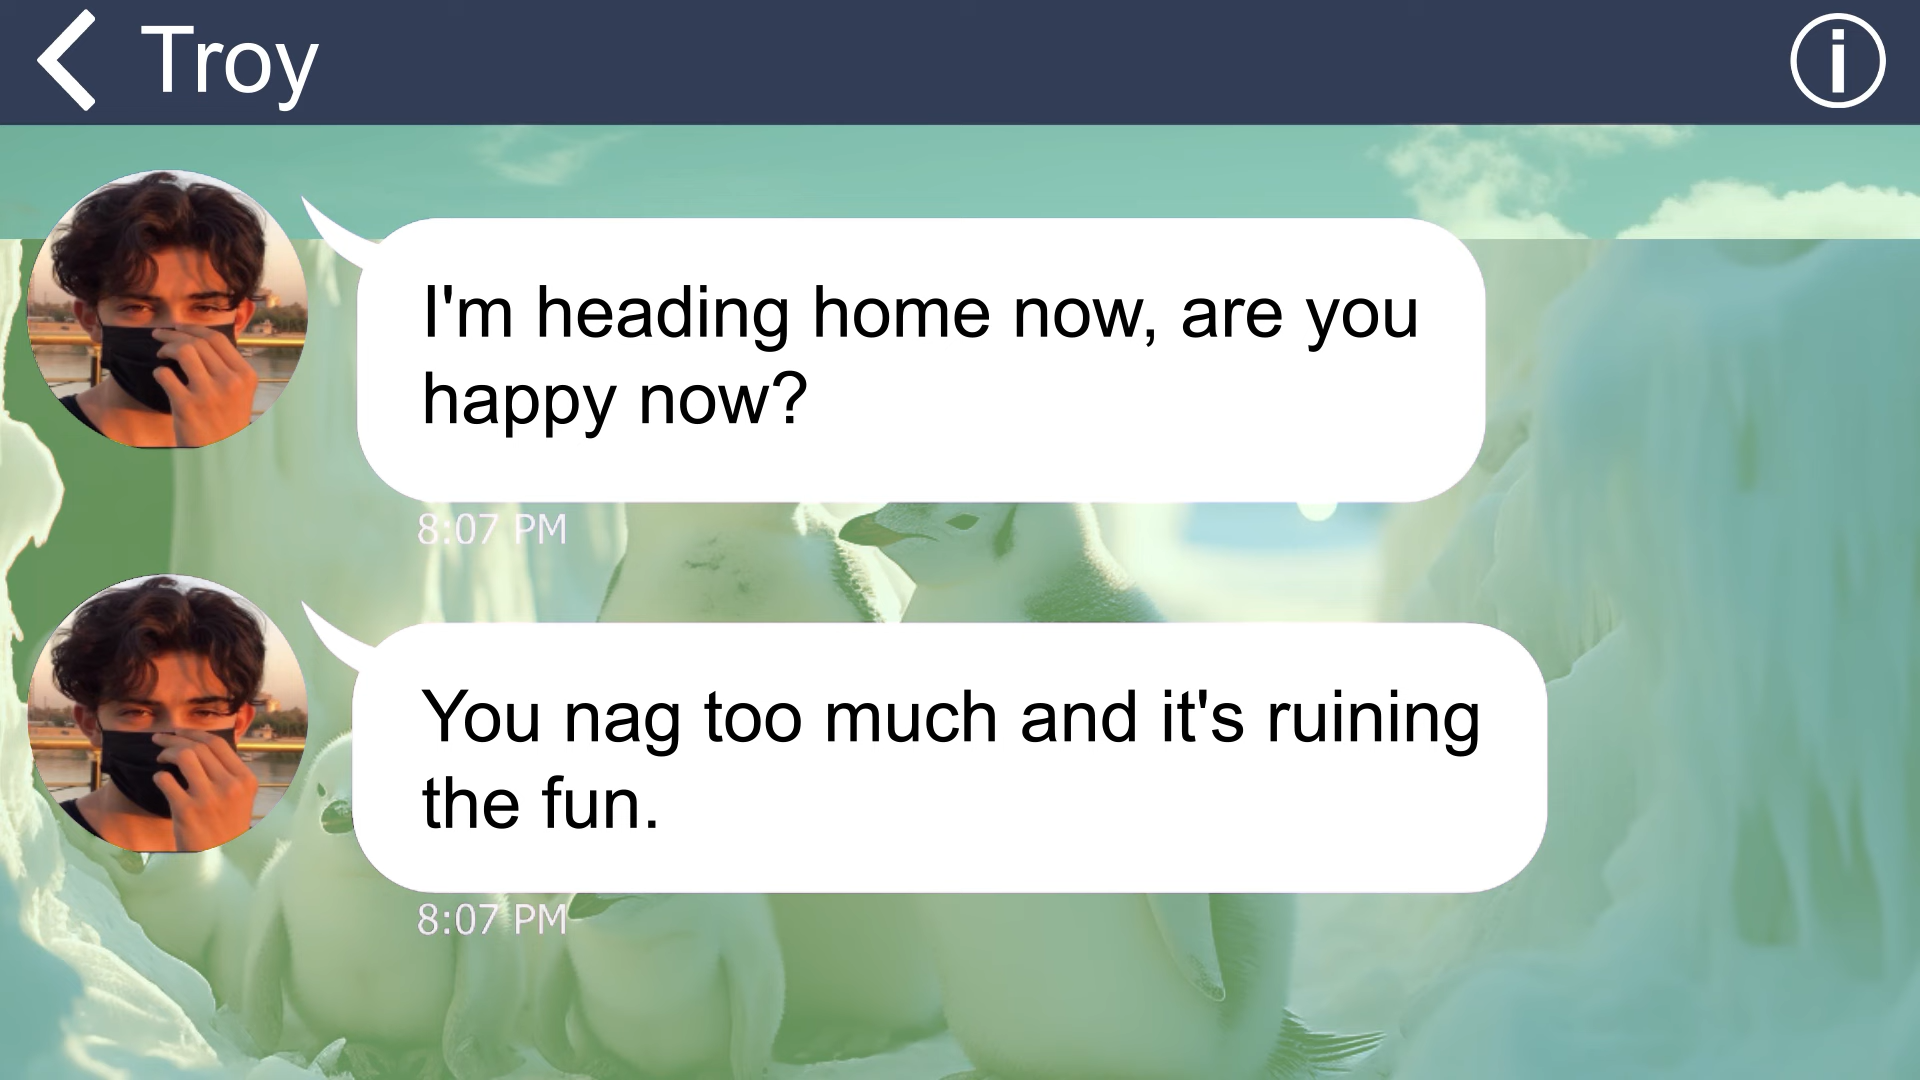 Troy
I'm heading home now, are you
happy now?
8:07 PM
You nag too much and it's ruining
the fun.
8:07 PM